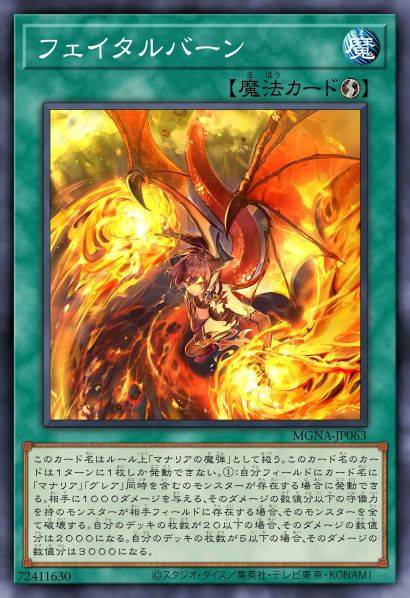 フェイタルバーン
魔
【魔法カード】
MGNA-JP063
このカード名はルール上「マナリアの魔弾」として扱う。このカード名のカー
ドは1ターンに1枚しか発動できない。①:自分フィールドにカード名に
「マナリア」「グレア」同時を含むのモンスターが存在する場合に発動でき
る。相手に1000ダメージを与える、そのダメージの数値分以下の守備力
を持のモンスターが相手フィールドに存在する場合、そのモンスターを全
て破壊する。自分のデッキの枚数が20以下の場合、そのダメージの数値
分は2000になる。自分のデッキの枚数が5以下の場合、そのダメージの
数値分は3000になる。
72411630
©スタジオ・ダイス/集英社・テレビ東京・KONAMI